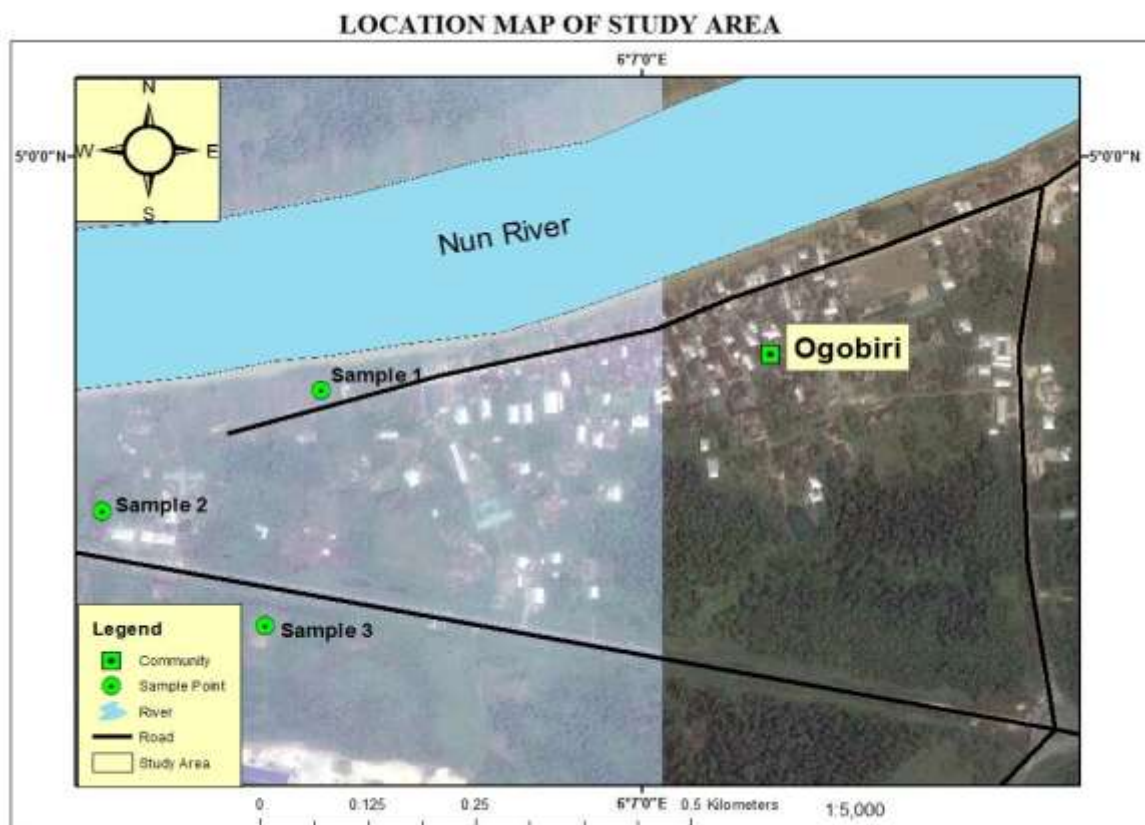 LOCATION MAP OF STUDY AREA
6°7'0"E
N
W E
S
5°0'0"N
5°0'0"N
Nun River
Ogobiri
Sample 1
Sample 2
Sample 3
Legend
Community
Sample Point
River
Road
Study Area
0 0.125 0.25 6°7'0"E 0.5 Kilometers 1:5,000